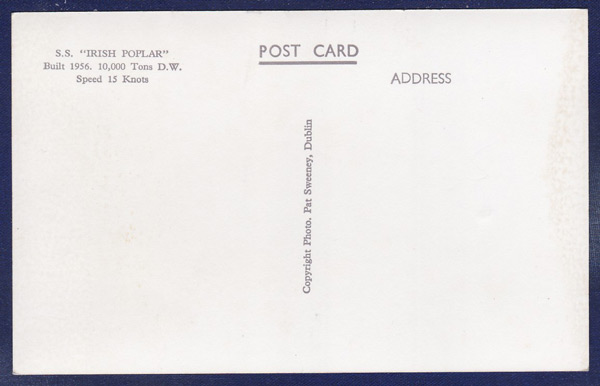 S.S. "IRISH POPLAR"
Built 1956. 10,000 Tons D.W.
Speed 15 Knots
POST CARD
ADDRESS
Copyright Photo. Pat Sweeney, Dublin